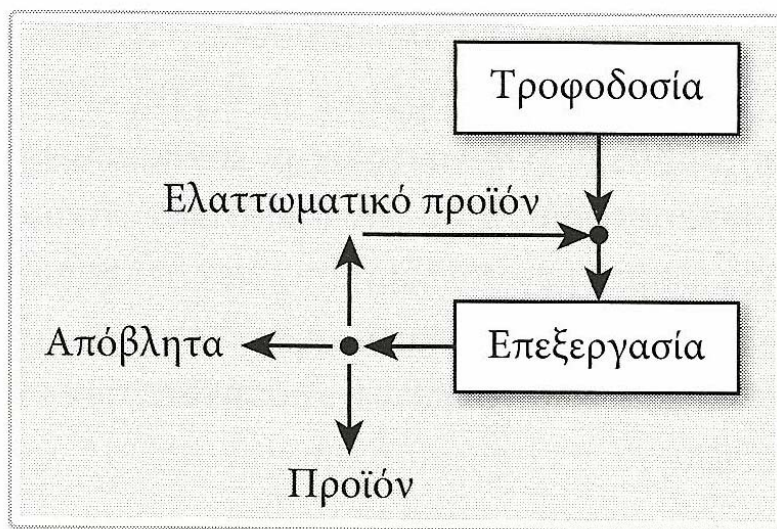 Τροφοδοσία
Ελαττωματικό προϊόν
Απόβλητα
Επεξεργασία
Προϊόν